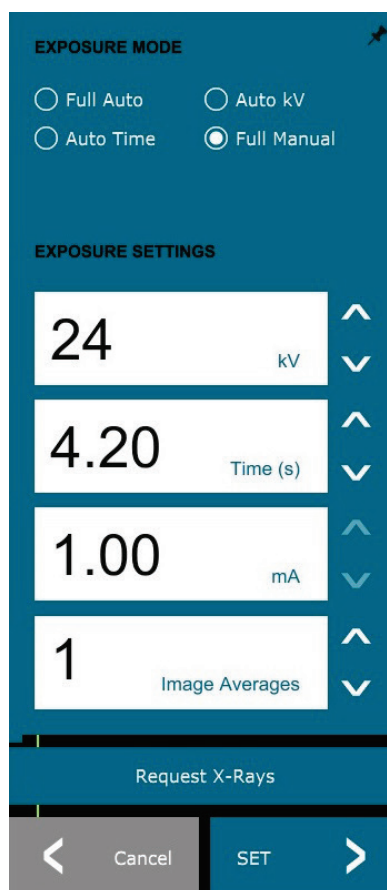 EXPOSURE MODE
Full Auto
Auto kV
Auto Time
Full Manual
EXPOSURE SETTINGS
24
kV
4.20
Time (s)
1.00
mA
1
Image Averages
Request X-Rays
Cancel
SET